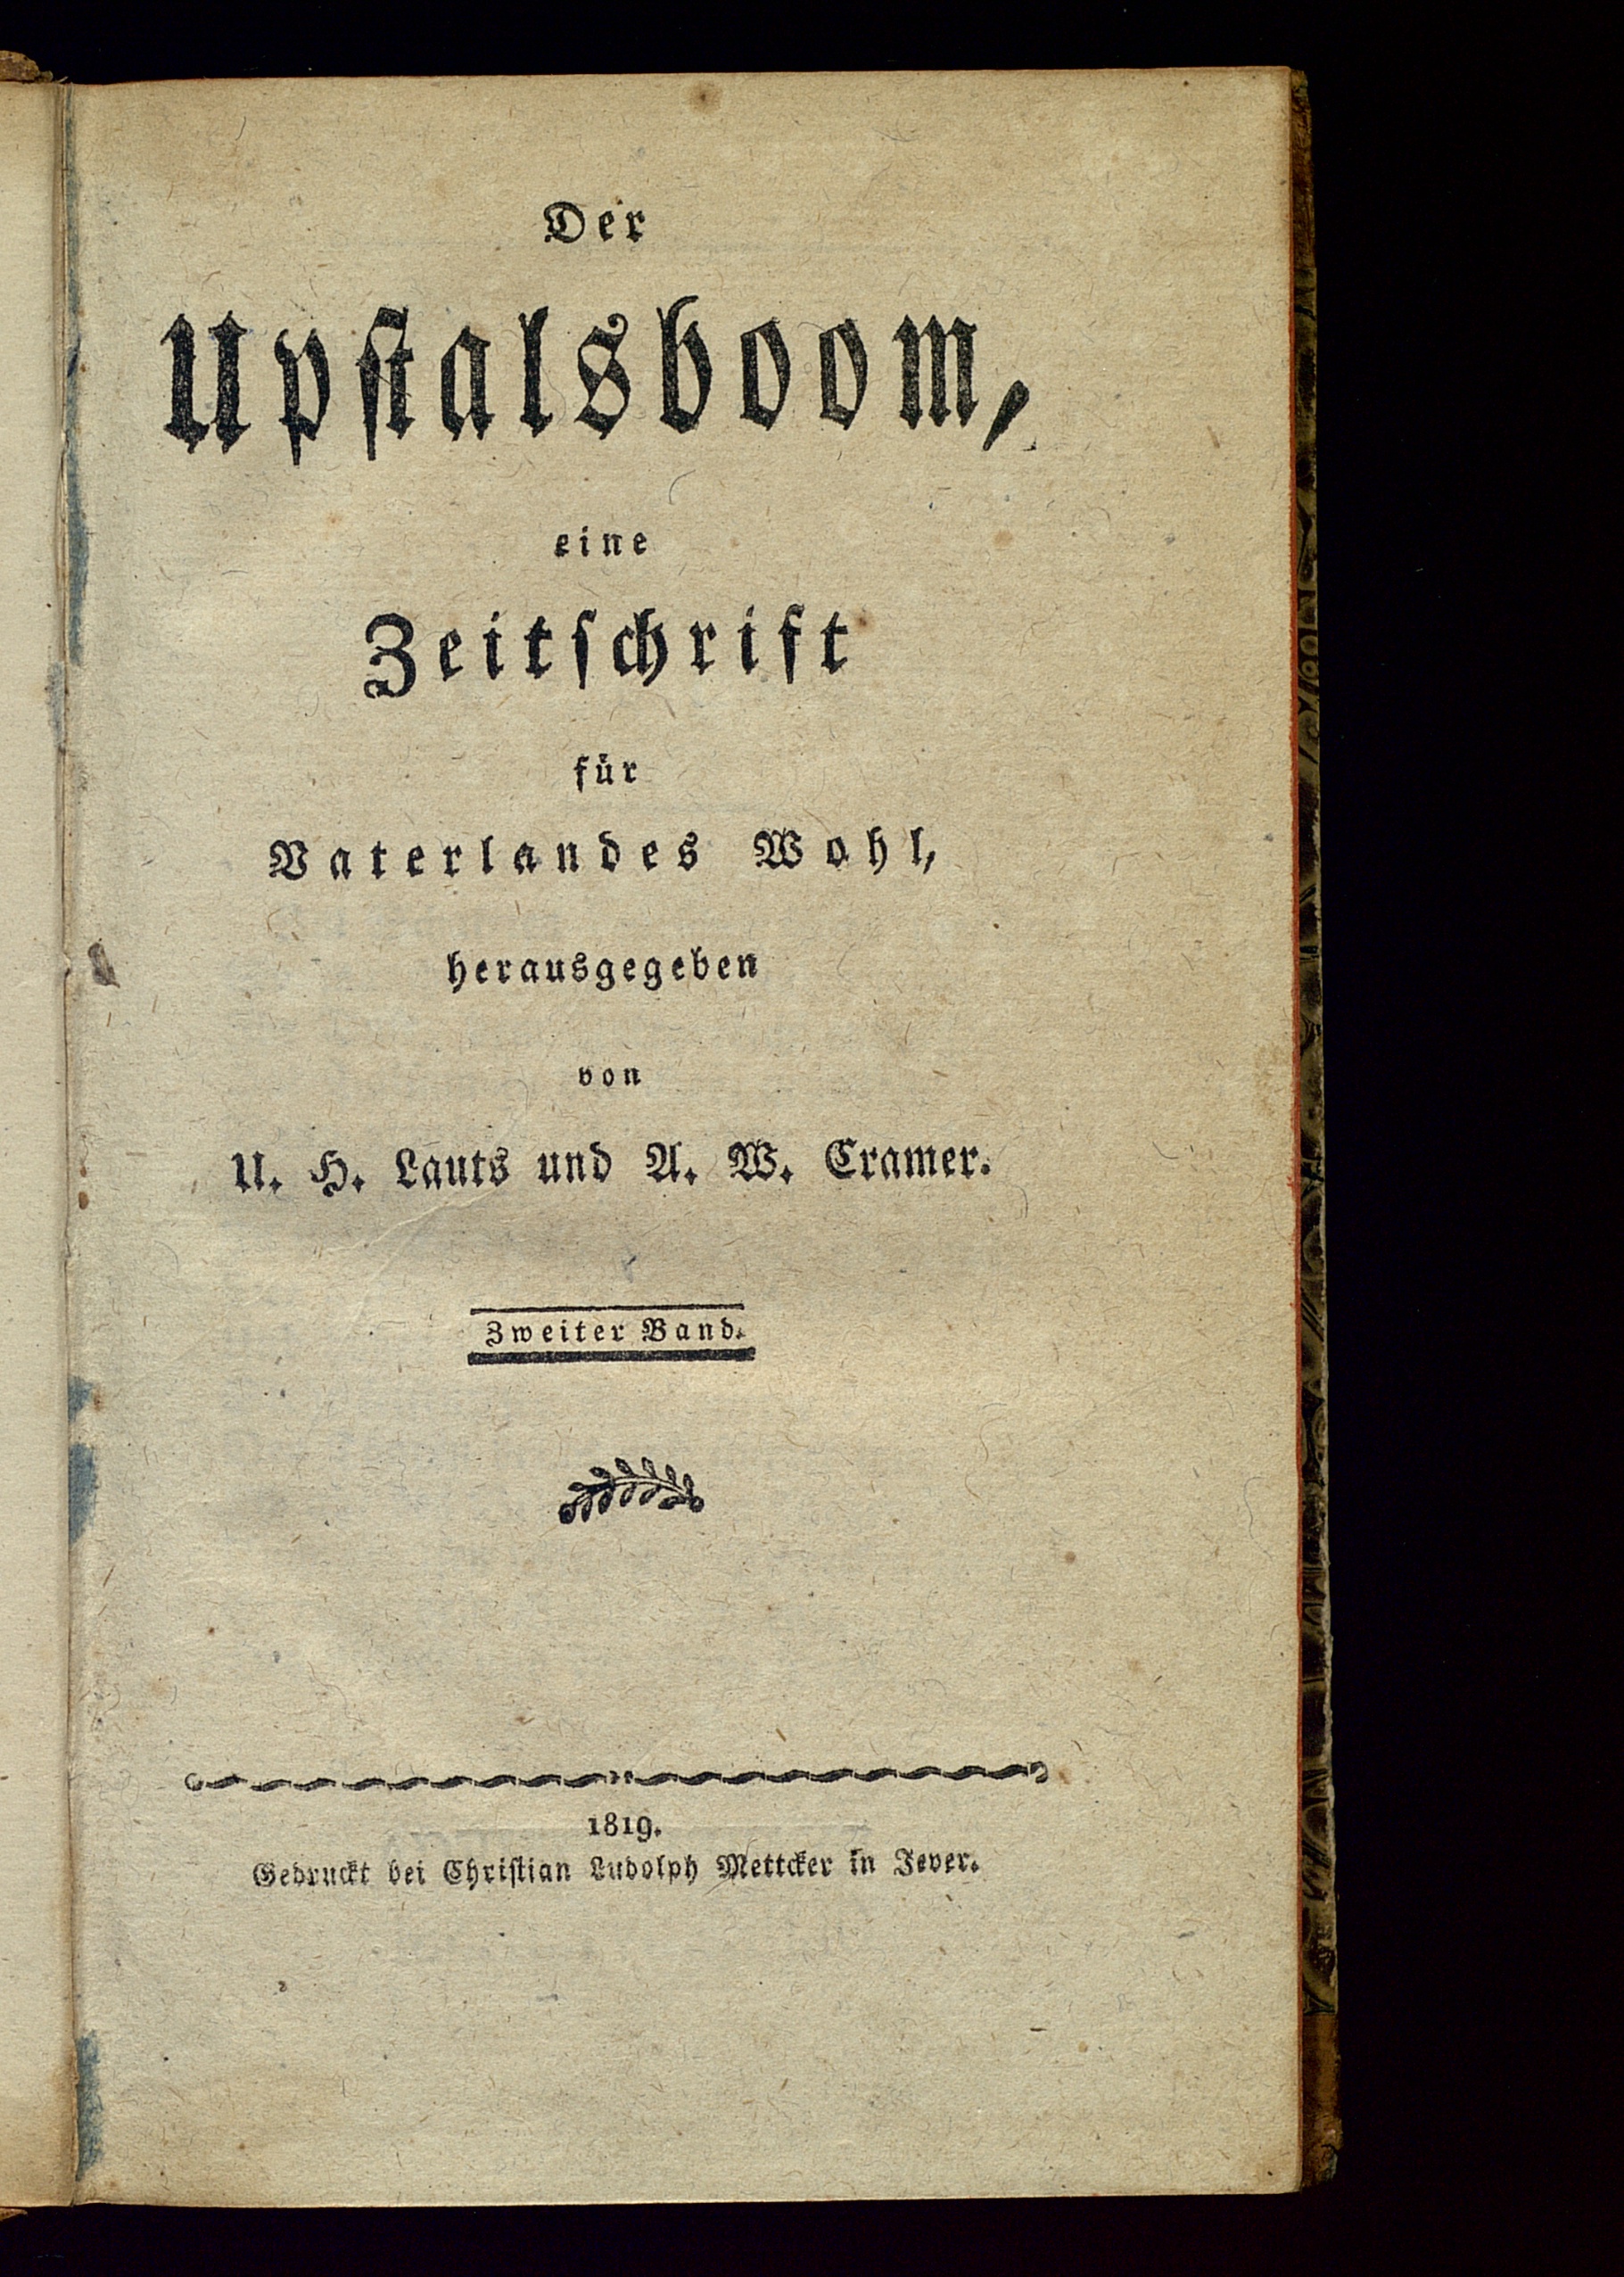 Der
Upſtalsboom,
eine
Zeitſchrift
für
Vaterlandes Wohl,
herausgegeben
von
U. H. Lauts und A. W. Cramer.
Zweiter Band.
1819.
Gedruckt bei Chriſtian Ludolph Mettcker in Jever.